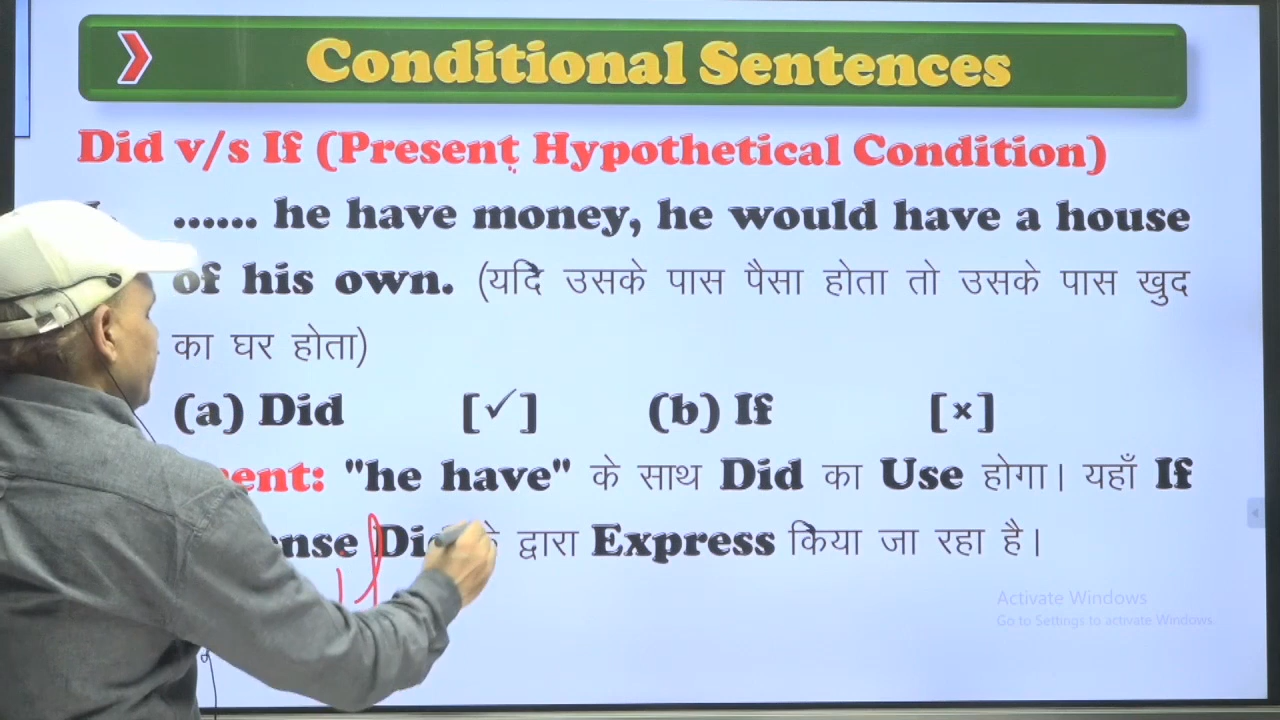 Conditional Sentences
Did v/s If (Present Hypothetical Condition)
...... he have money, he would have a house
of his own. (यदि उसके पास पैसा होता तो उसके पास खुद
का घर होता)
(a) Did [✓] (b) If [×]
ent: "he have" के साथ Did का Use होगा। यहाँ If
ense के द्वारा Express किया जा रहा है।
if
Activate Windows
Go to Settings to activate Windows